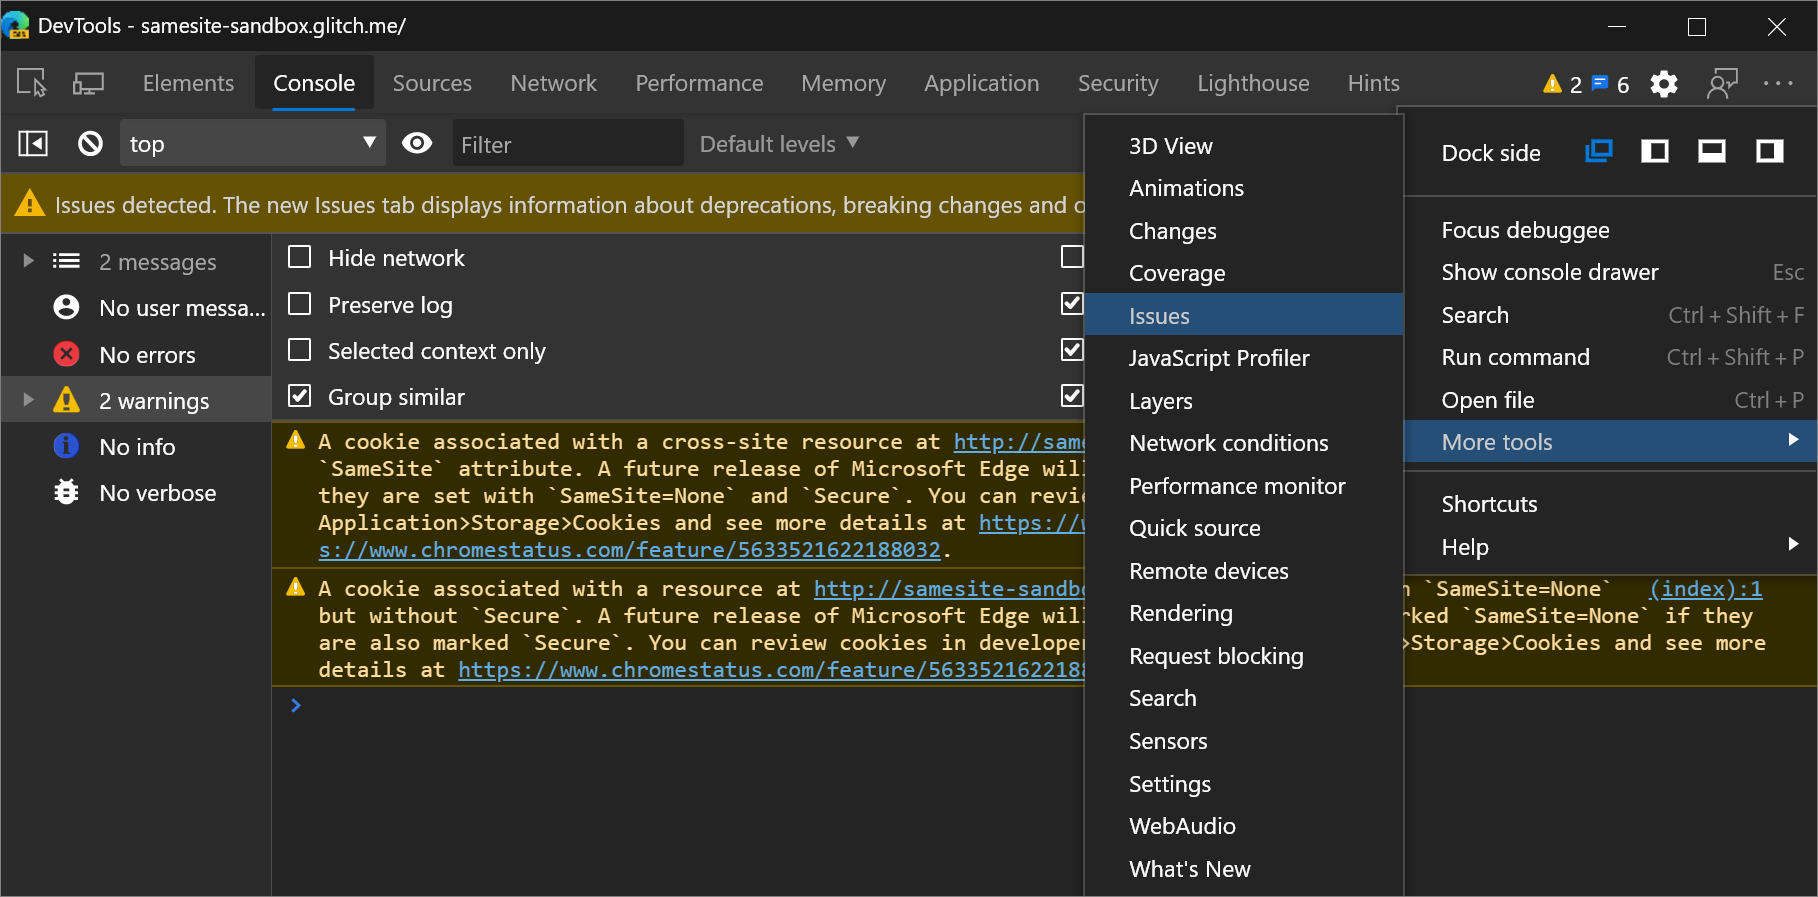 DevTools - samesite-sandbox.glitch.me/
Elements Console Sources Network Performance Memory Application Security Lighthouse Hints 2 6
top Filter Default levels
Issues detected. The new Issues tab displays information about deprecations, breaking changes and
2 messages
No user messa...
No errors
2 warnings
No info
No verbose
Hide network
Preserve log
Selected context only
Group similar
A cookie associated with a cross-site resource at http://same
`SameSite` attribute. A future release of Microsoft Edge will
they are set with `SameSite=None` and `Secure`. You can revie
Application>Storage>Cookies and see more details at https://w
s://www.chromestatus.com/feature/5633521622188032.
A cookie associated with a resource at http://samesite-sandbo `SameSite=None` (index):1
but without `Secure`. A future release of Microsoft Edge will rked `SameSite=None` if they
are also marked `Secure`. You can review cookies in developer >Storage>Cookies and see more
details at https://www.chromestatus.com/feature/563352162218
3D View
Animations
Changes
Coverage
Issues
JavaScript Profiler
Layers
Network conditions
Performance monitor
Quick source
Remote devices
Rendering
Request blocking
Search
Sensors
Settings
WebAudio
What's New
Dock side
Focus debuggee
Show console drawer Esc
Search Ctrl + Shift + F
Run command Ctrl + Shift + P
Open file Ctrl + P
More tools
Shortcuts
Help